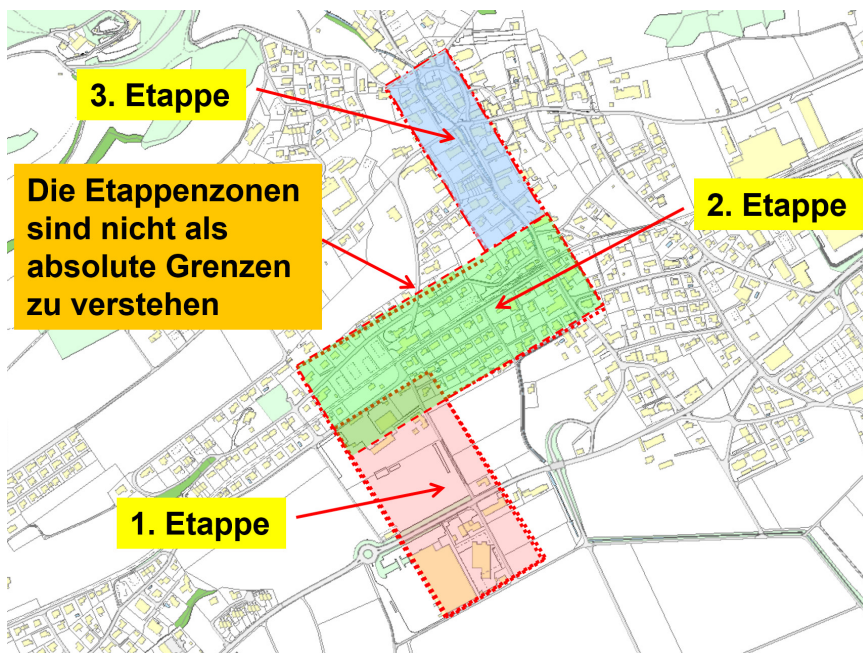 3. Etappe
Die Etappenzonen
sind nicht als
absolute Grenzen
zu verstehen
2. Etappe
1. Etappe